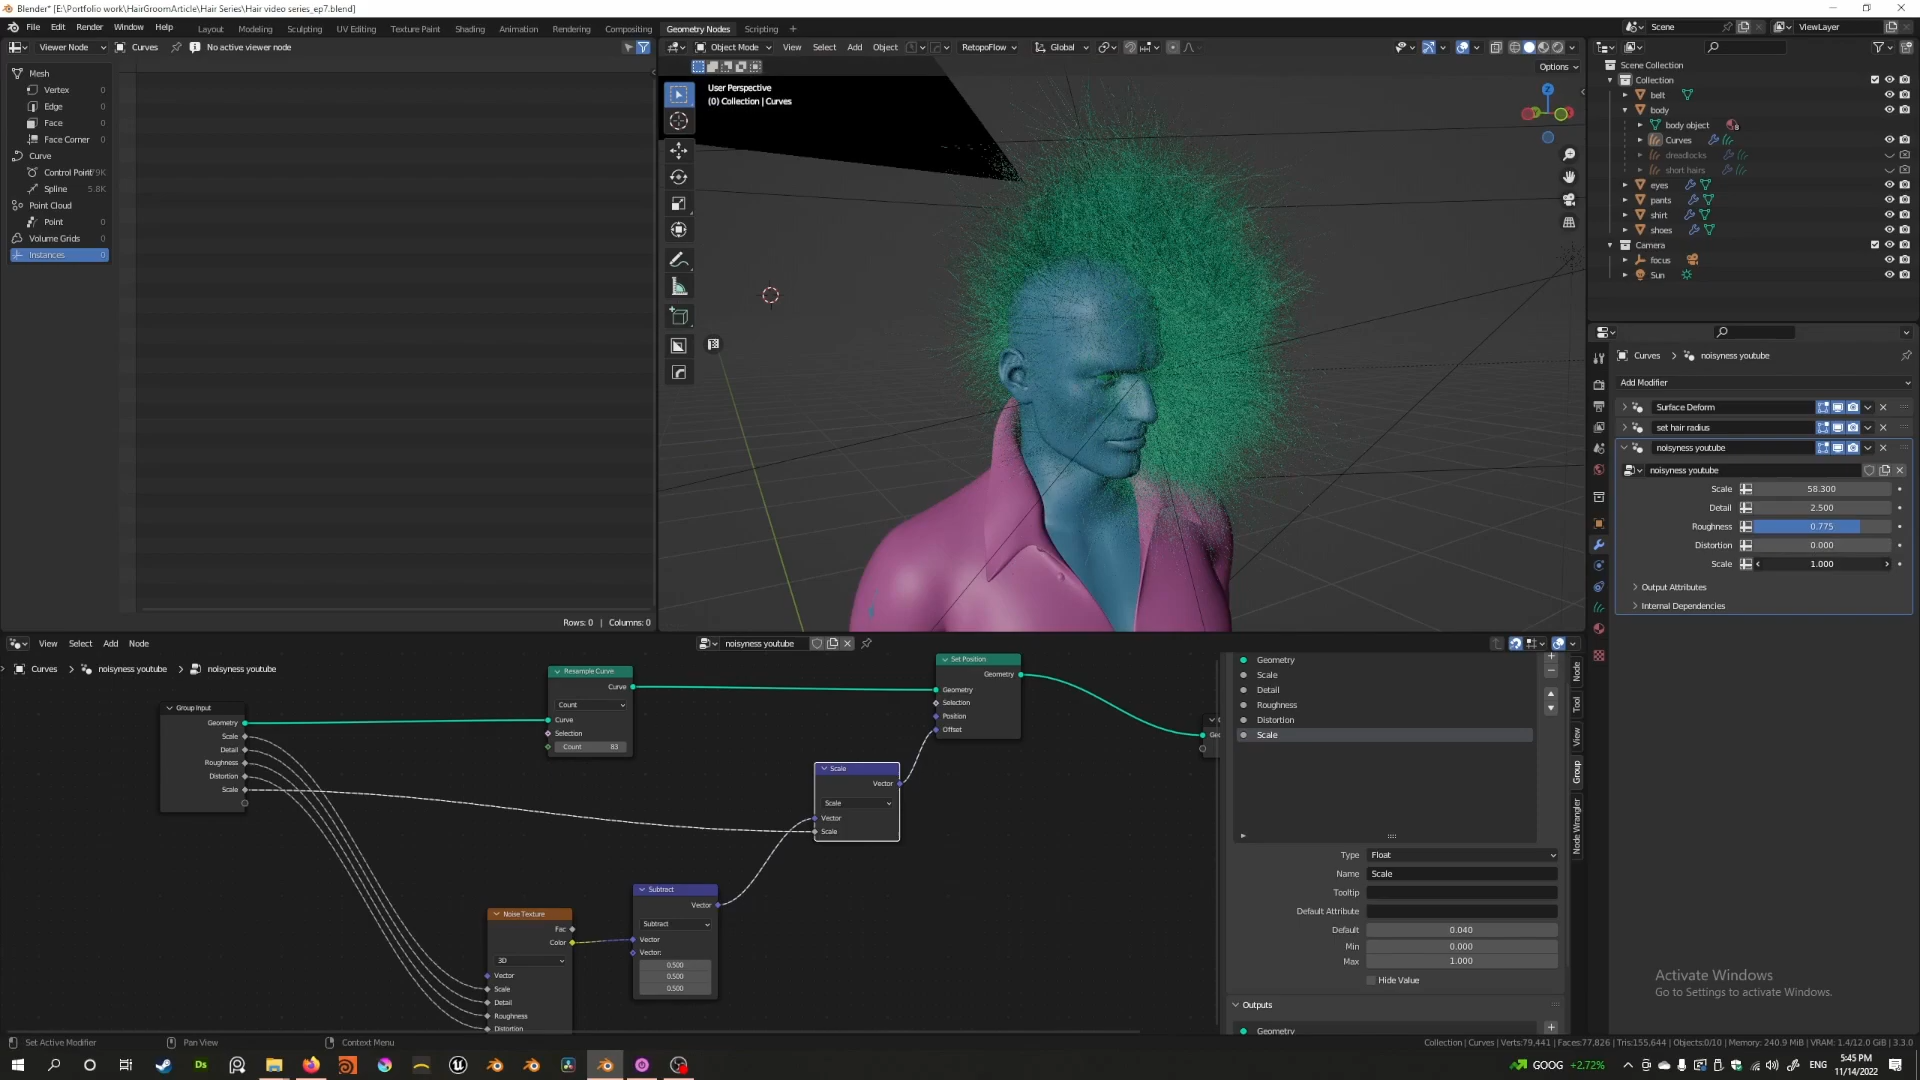 Blender* [E:\Portfolio work\HairGroomArticle\Hair Series\Hair video series_ep7.blend]
File Edit Render Window Help Layout Modeling Sculpting UV Editing Texture Paint Shading Animation Rendering Compositing Geometry Nodes Scripting + Scene ViewLayer
Viewer Node Curves No active viewer node
Object Mode View Select Add Object RetopoFlow Global
Options
User Perspective
(0) Collection | Curves
Mesh
Vertex 0
Edge 0
Face 0
Face Corner 0
Curve
Control Point 79K
Spline 5.8K
Point Cloud
Point 0
Volume Grids 0
Instances 0
Rows: 0 | Columns: 0
Z
Scene Collection
Collection
belt
body
body object 8
Curves
dreadlocks
short hairs
eyes
pants
shirt
shoes
Camera
focus
Sun
Curves > noisyness youtube
Add Modifier
Surface Deform
set hair radius
noisyness youtube
noisyness youtube
Scale 58.300
Detail 2.500
Roughness 0.775
Distortion 0.000
Scale 1.000
Output Attributes
Internal Dependencies
View Select Add Node noisyness youtube
Curves > noisyness youtube > noisyness youtube
Group Input
Geometry
Scale
Detail
Roughness
Distortion
Scale
Resample Curve
Curve
Count
Curve
Selection
Count 83
Set Position
Geometry
Geometry
Selection
Position
Offset
Scale
Vector
Scale
Vector
Scale
Subtract
Vector
Subtract
Vector
Vector:
0.500
0.500
0.500
Noise Texture
Fac
Color
3D
Vector
Scale
Detail
Roughness
Distortion
Geometry
Scale
Detail
Roughness
Distortion
Scale
Type Float
Name Scale
Tooltip
Default Attribute
Default 0.040
Min 0.000
Max 1.000
Hide Value
Outputs
Geometry
Node
Tool
View
Group
Node Wrangler
Activate Windows
Go to Settings to activate Windows.
Set Active Modifier Pan View Context Menu Collection | Curves | Verts:79,441 | Faces:77,826 | Tris:155,644 | Objects:0/10 | Memory: 240.9 MiB | VRAM: 1.4/12.0 GiB | 3.3.0
Ds GOOG +2.72% ENG 5:45 PM
11/14/2022